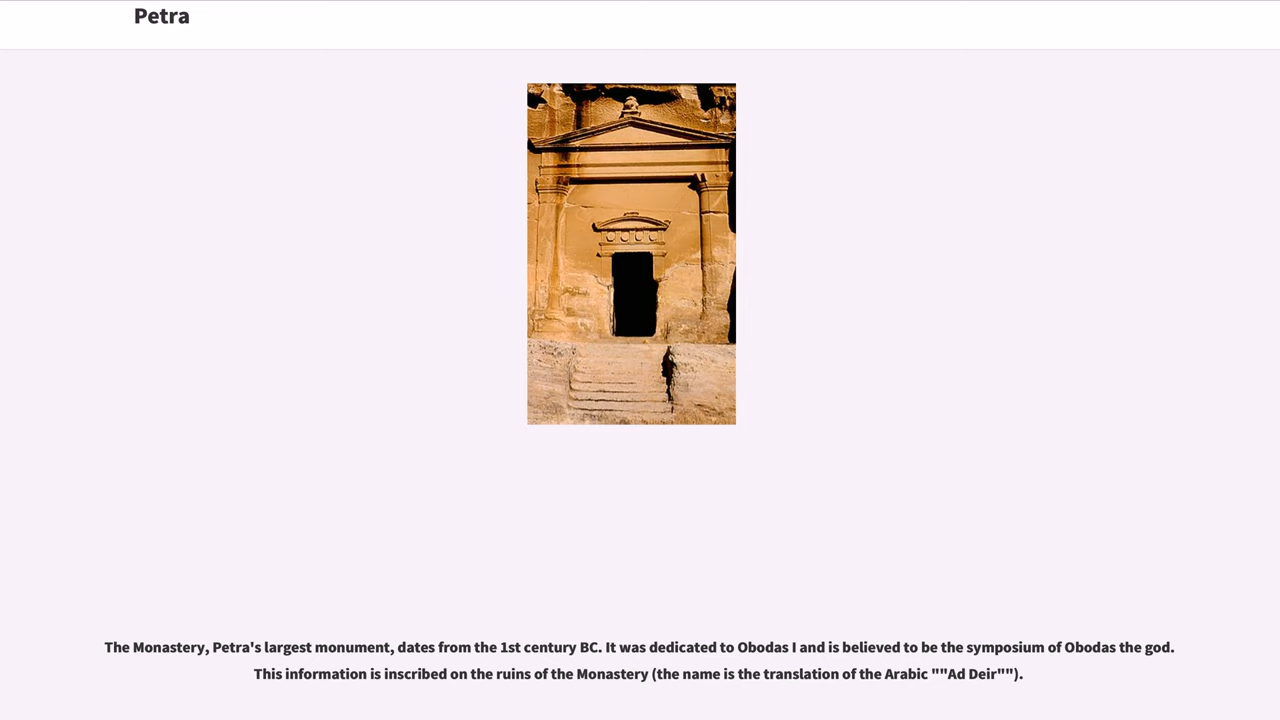 Petra
The Monastery, Petra's largest monument, dates from the 1st century BC. It was dedicated to Obodas I and is believed to be the symposium of Obodas the god.
This information is inscribed on the ruins of the Monastery (the name is the translation of the Arabic ""Ad Deir"").